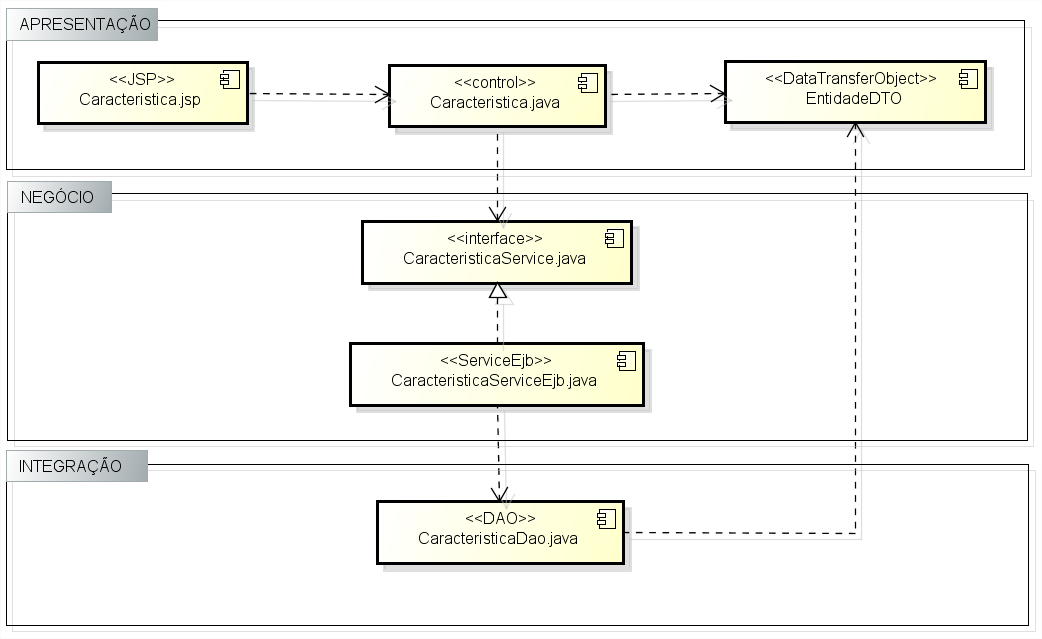 APRESENTAÇÃO
<<JSP>>
Caracteristica.jsp
<<control>>
Caracteristica.java
<<DataTransferObject>>
EntidadeDTO
NEGÓCIO
<<interface>>
CaracteristicaService.java
<<ServiceEjb>>
CaracteristicaServiceEjb.java
INTEGRAÇÃO
<<DAO>>
CaracteristicaDao.java